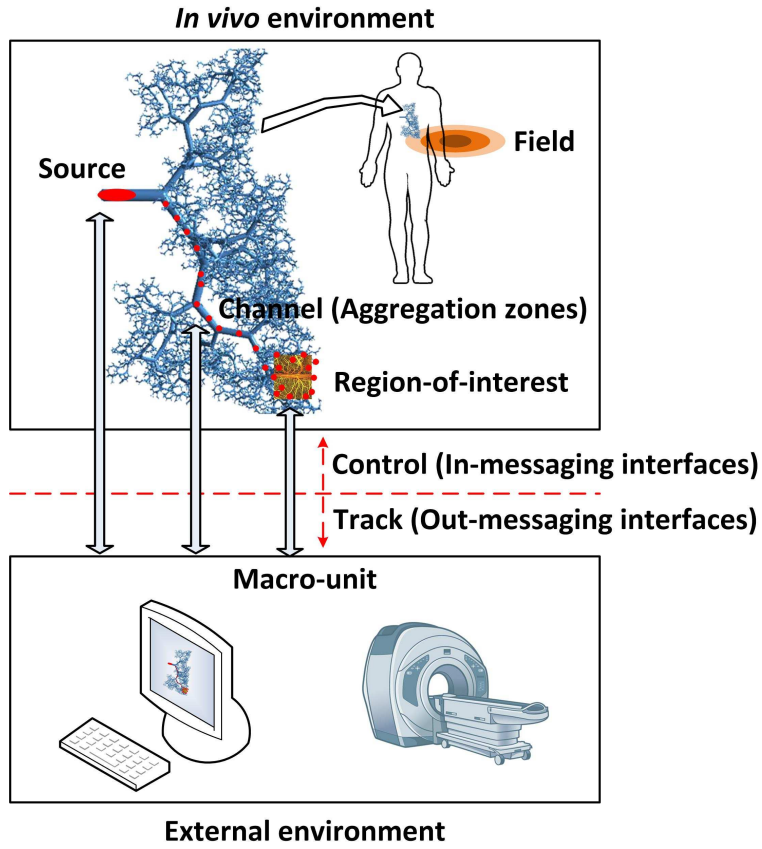 In vivo environment
Source
Field
Channel (Aggregation zones)
Region-of-interest
Control (In-messaging interfaces)
Track (Out-messaging interfaces)
Macro-unit
External environment